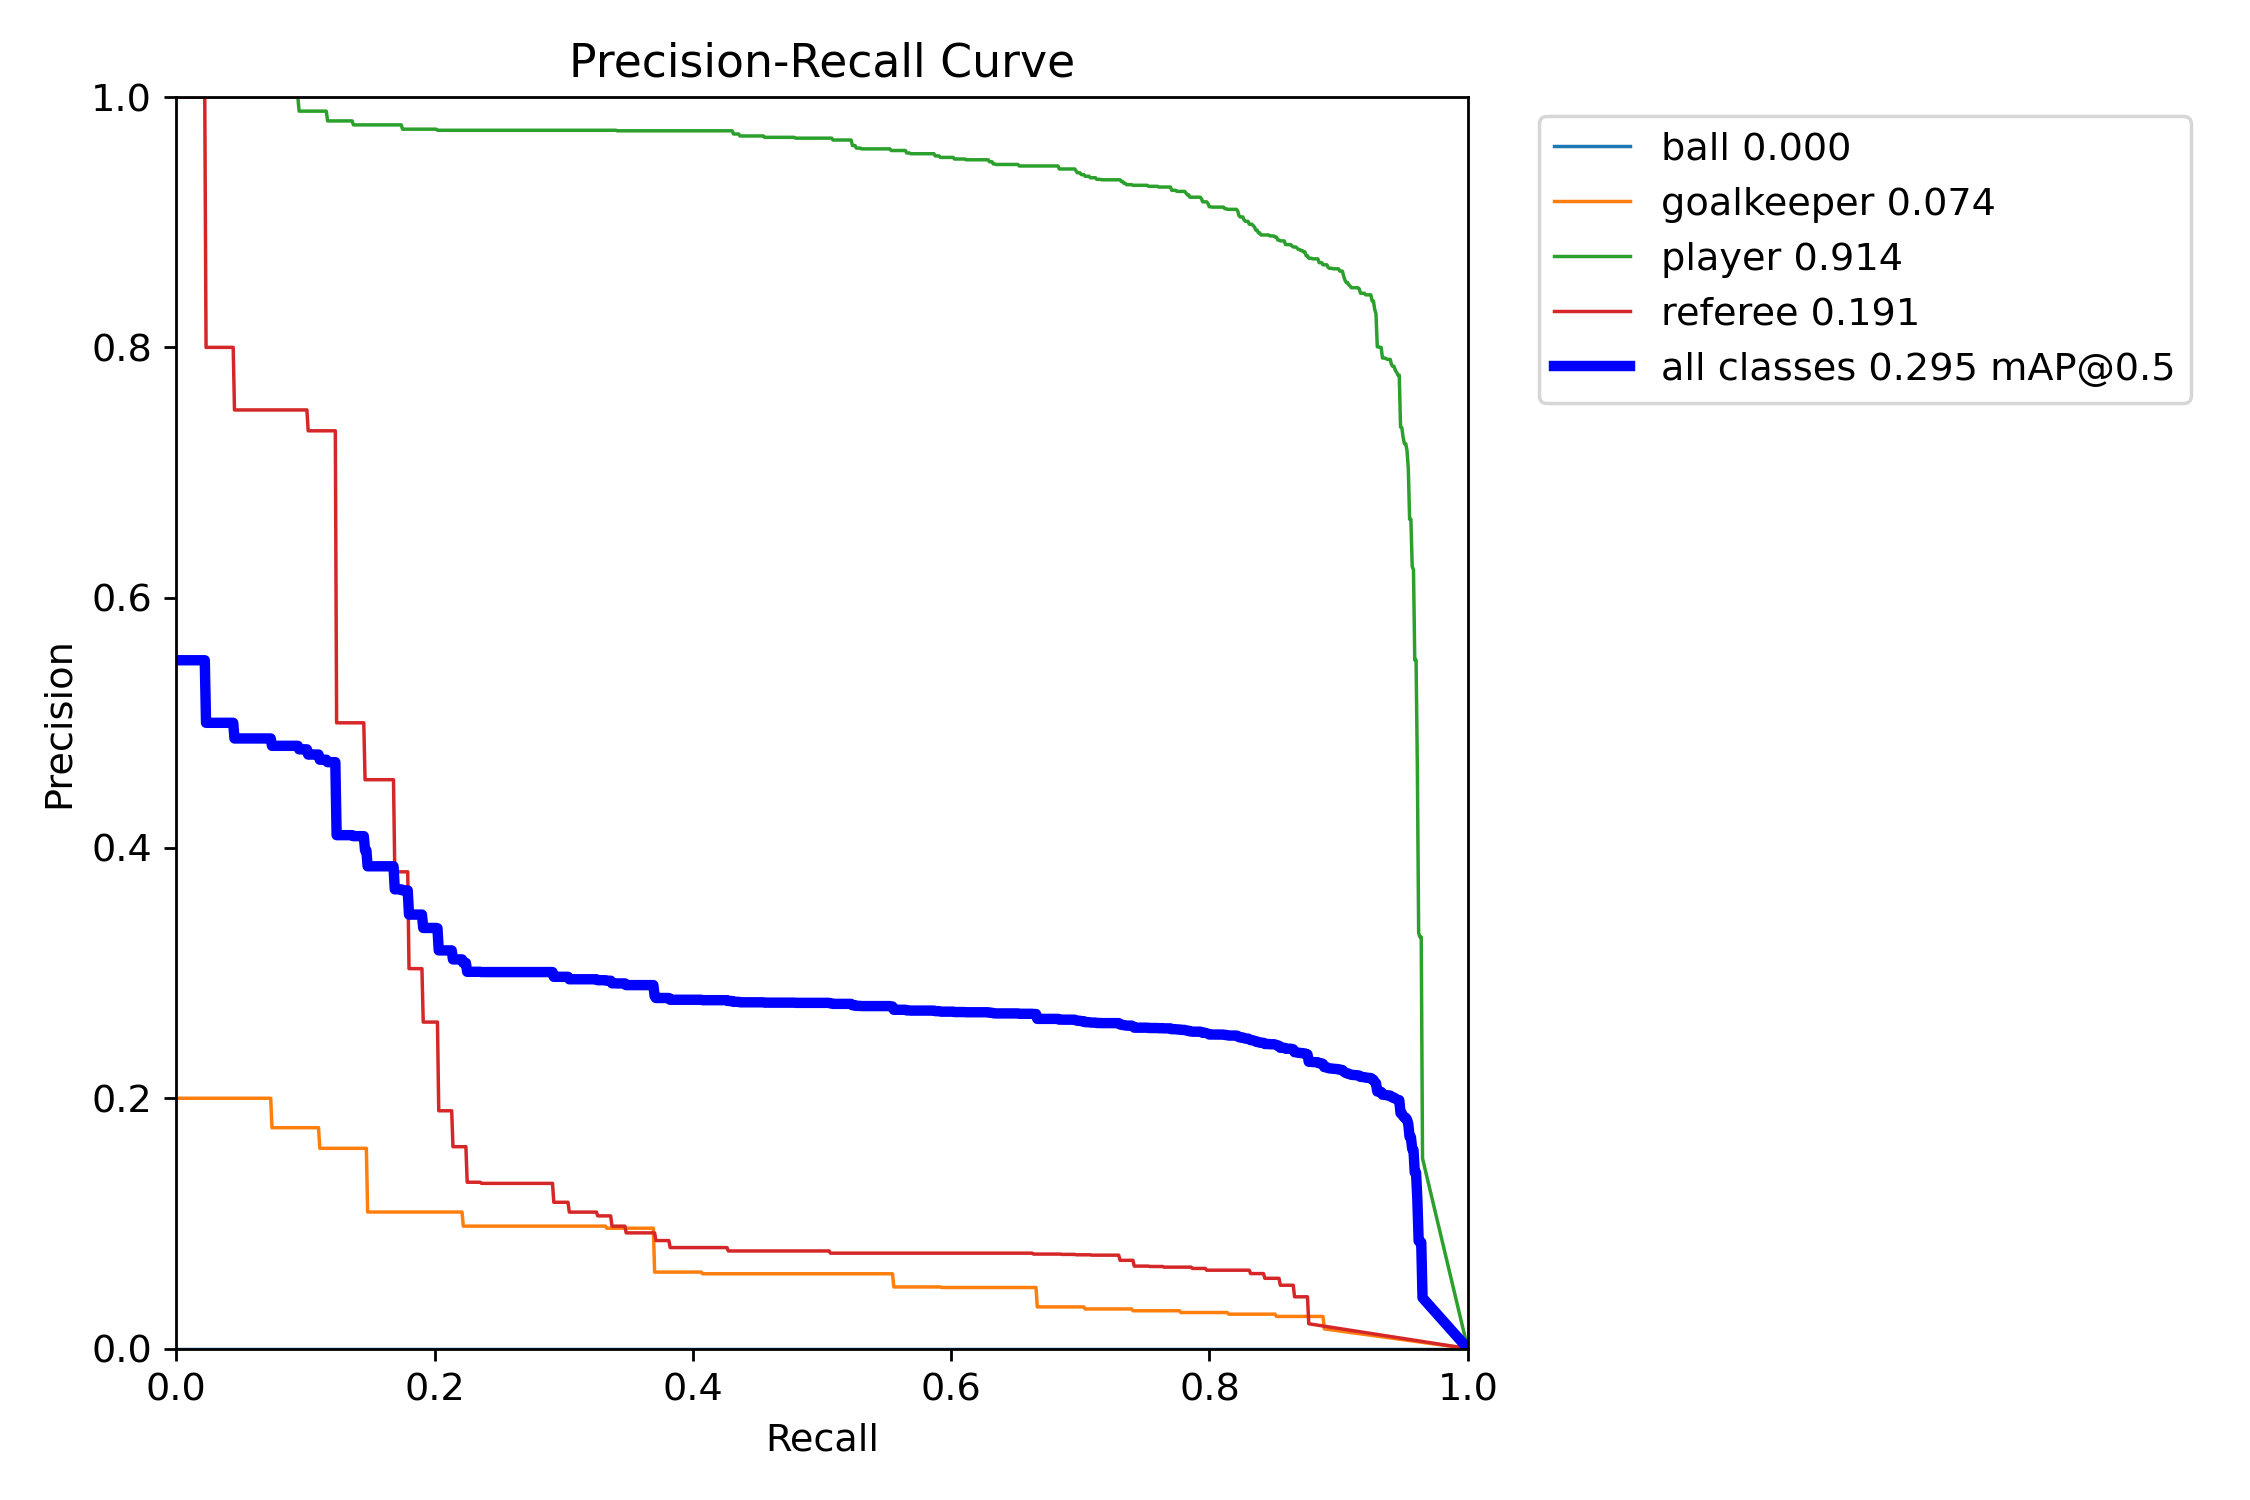 Precision-Recall Curve
1.0
0.8
0.6
0.4
0.2
0.0
Precision
0.0 0.2 0.4 0.6 0.8 1.0
Recall
ball 0.000
goalkeeper 0.074
player 0.914
referee 0.191
all classes 0.295 mAP@0.5